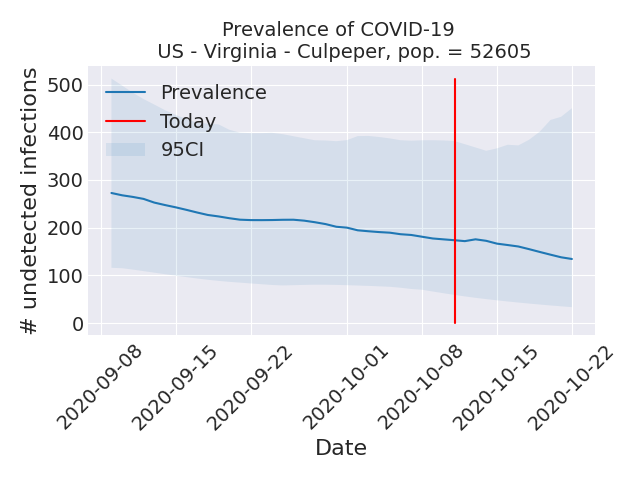 Prevalence of COVID-19
US - Virginia - Culpeper, pop. = 52605
# undetected infections
500
400
300
200
100
0
Prevalence
Today
95CI
2020-09-08
2020-09-15
2020-09-22
2020-10-01
2020-10-08
2020-10-15
2020-10-22
Date